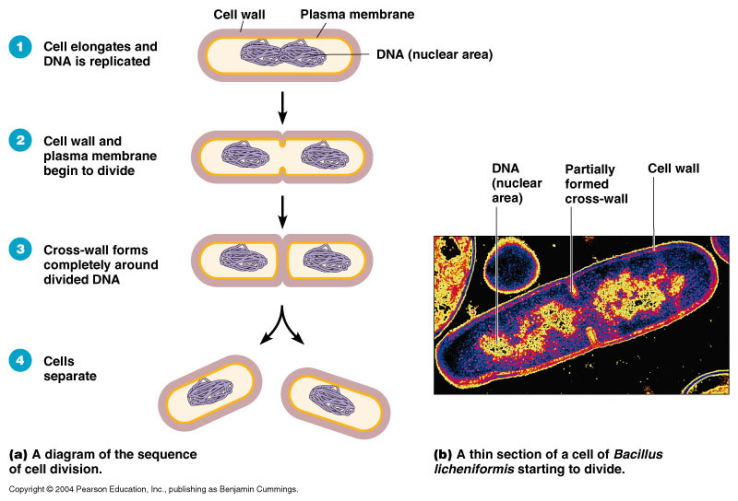 Cell wall
Plasma membrane
1
Cell elongates and
DNA is replicated
DNA (nuclear area)
2
Cell wall and
plasma membrane
begin to divide
3
Cross-wall forms
completely around
divided DNA
4
Cells
separate
(a) A diagram of the sequence
of cell division.
DNA
(nuclear
area)
Partially
formed
cross-wall
Cell wall
(b) A thin section of a cell of Bacillus
licheniformis starting to divide.
Copyright © 2004 Pearson Education, Inc., publishing as Benjamin Cummings.